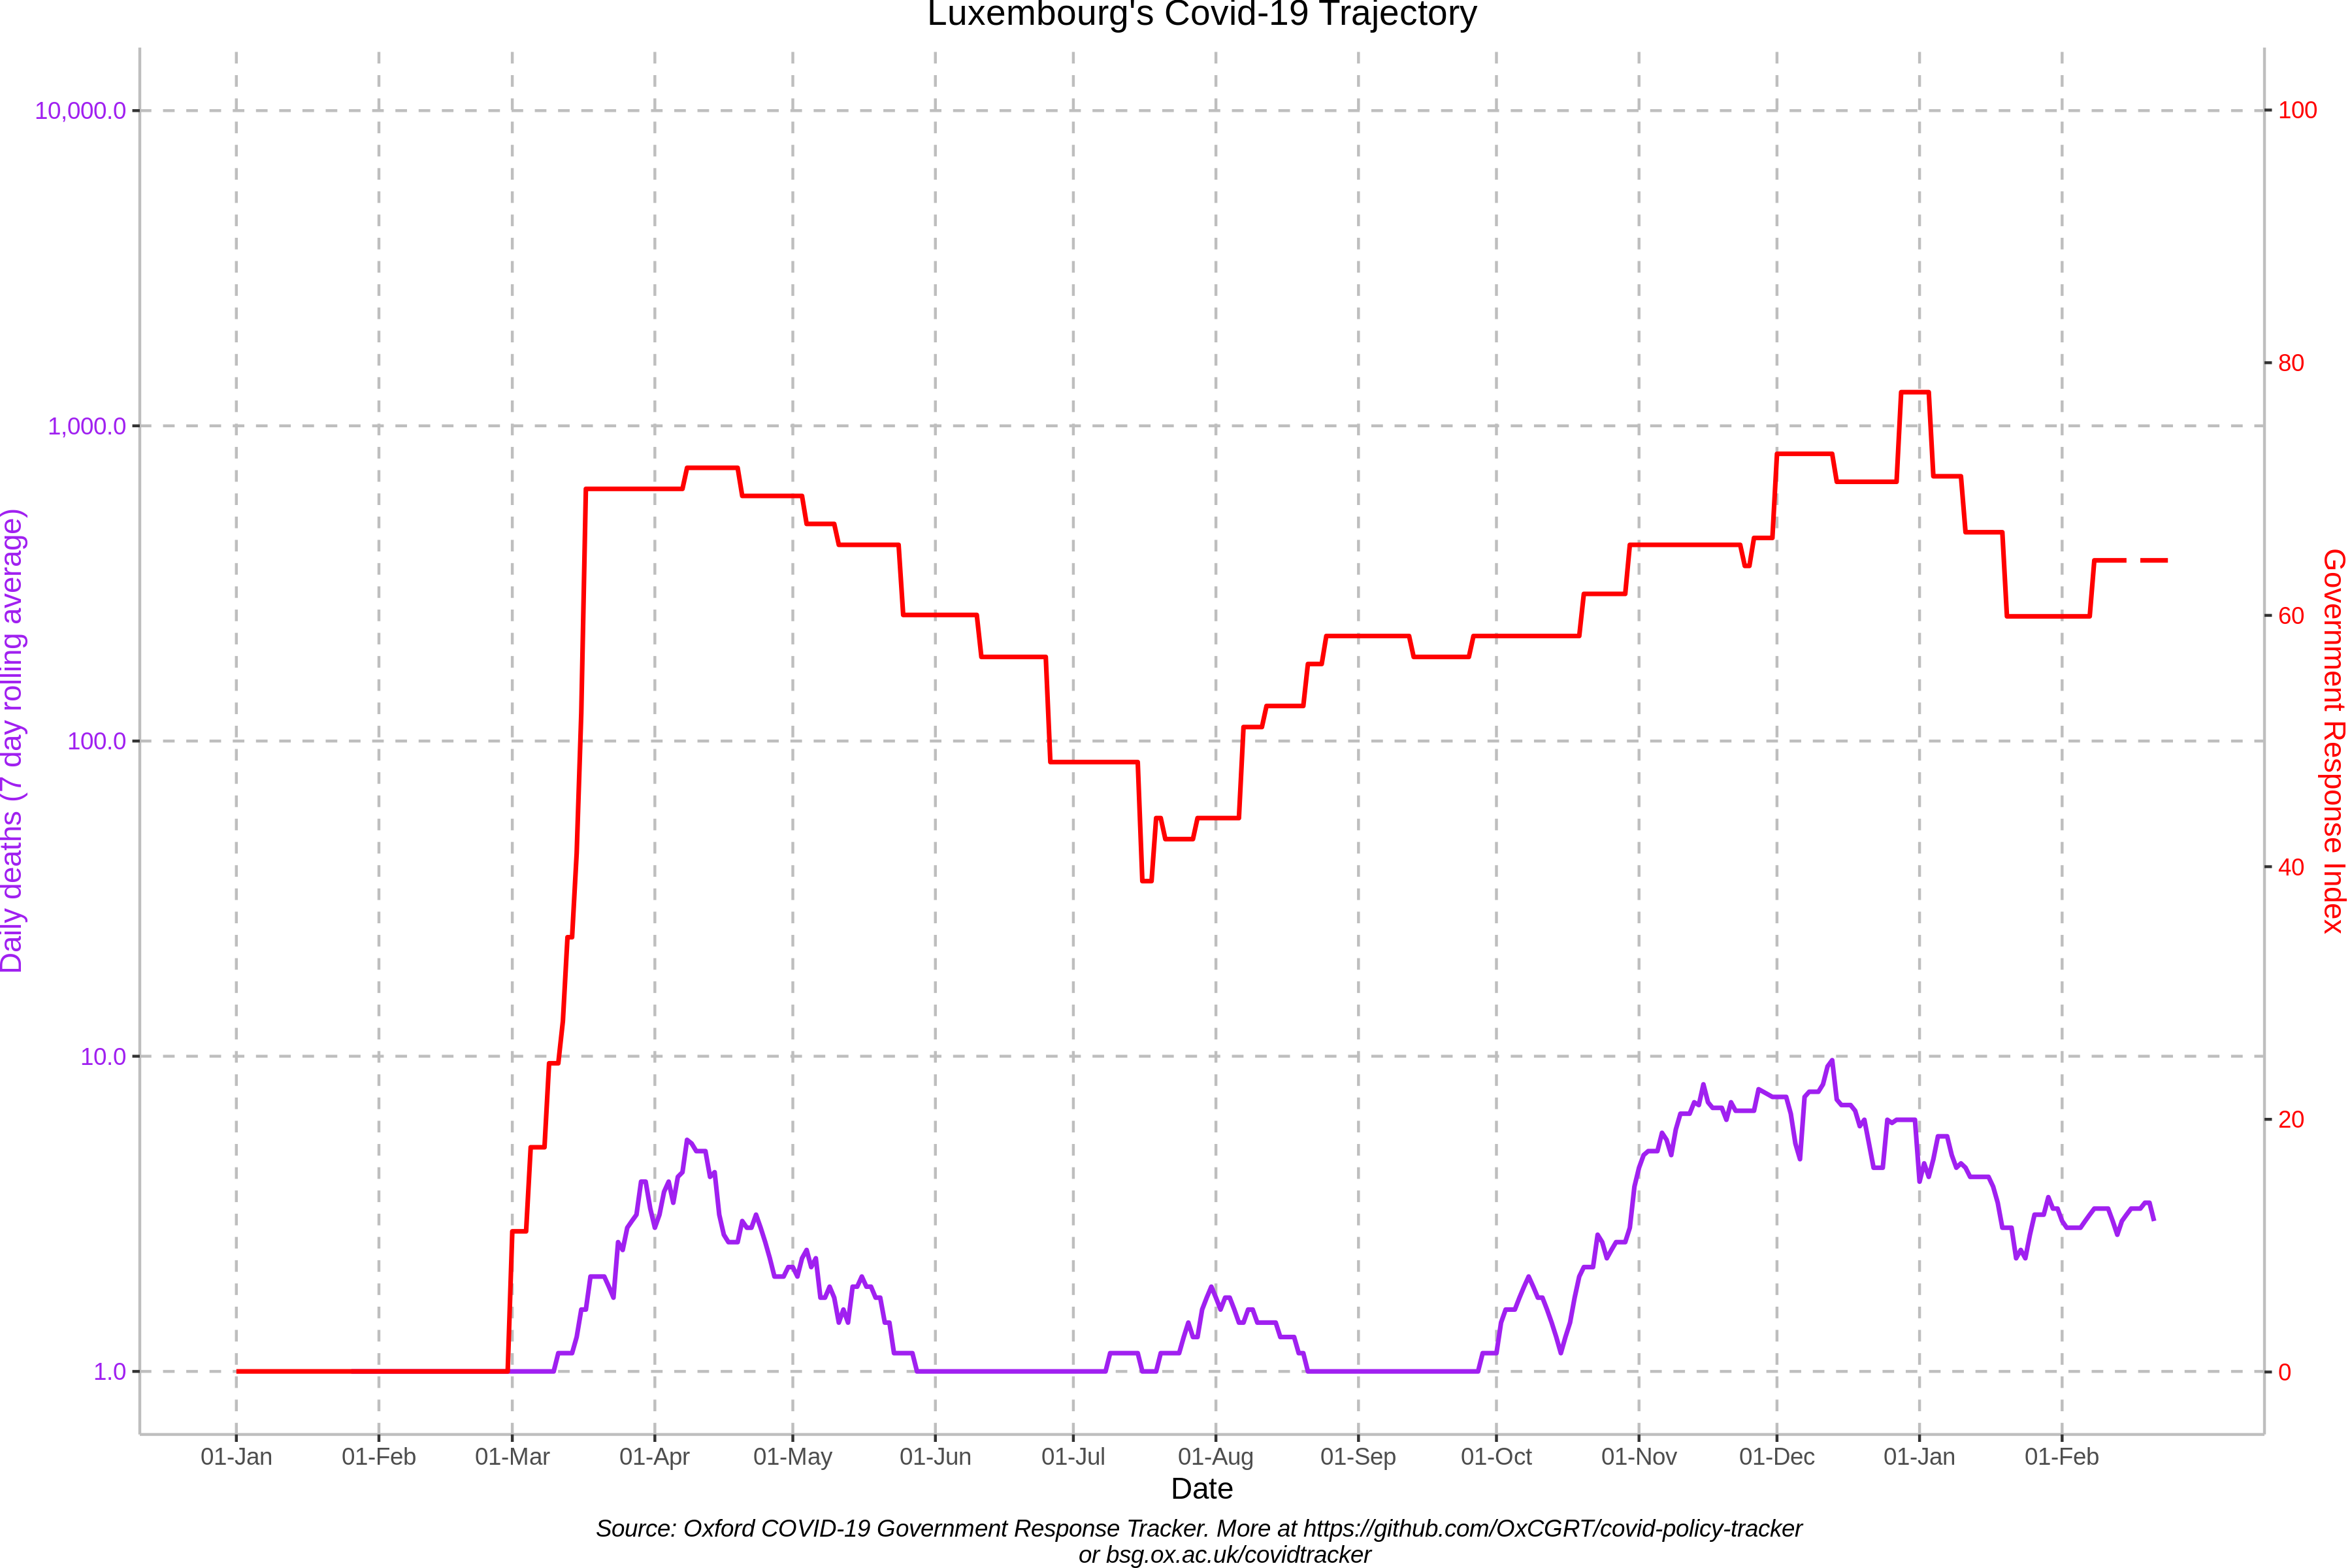 Luxembourg's Covid-19 Trajectory
Daily deaths (7 day rolling average)
10,000.0
1,000.0
100.0
10.0
1.0
100
80
60
40
20
0
Government Response Index
01-Jan 01-Feb 01-Mar 01-Apr 01-May 01-Jun 01-Jul 01-Aug 01-Sep 01-Oct 01-Nov 01-Dec 01-Jan 01-Feb
Date
Source: Oxford COVID-19 Government Response Tracker. More at https://github.com/OxCGRT/covid-policy-tracker
or bsg.ox.ac.uk/covidtracker